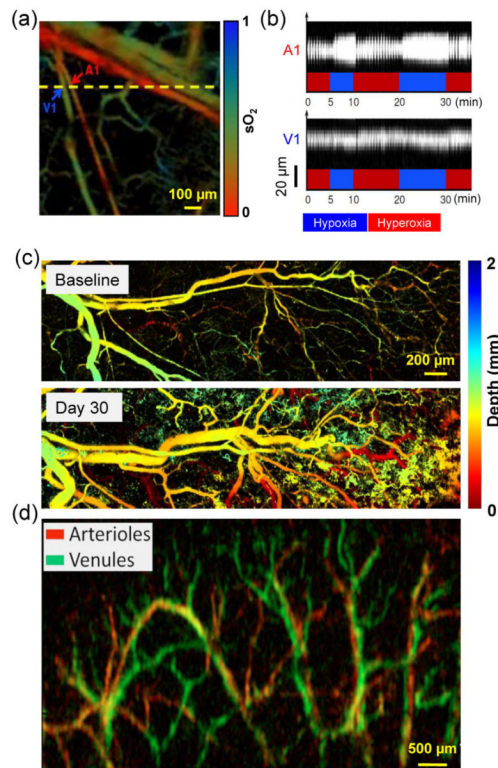 (a)
A1
V1
100 µm
1
sO2
0
(b)
A1
0 5 10 20 30 (min)
V1
0 5 10 20 30 (min)
20 µm
Hypoxia
Hyperoxia
(c)
Baseline
200 µm
Day 30
2
Depth (mm)
0
(d)
Arterioles
Venules
500 µm